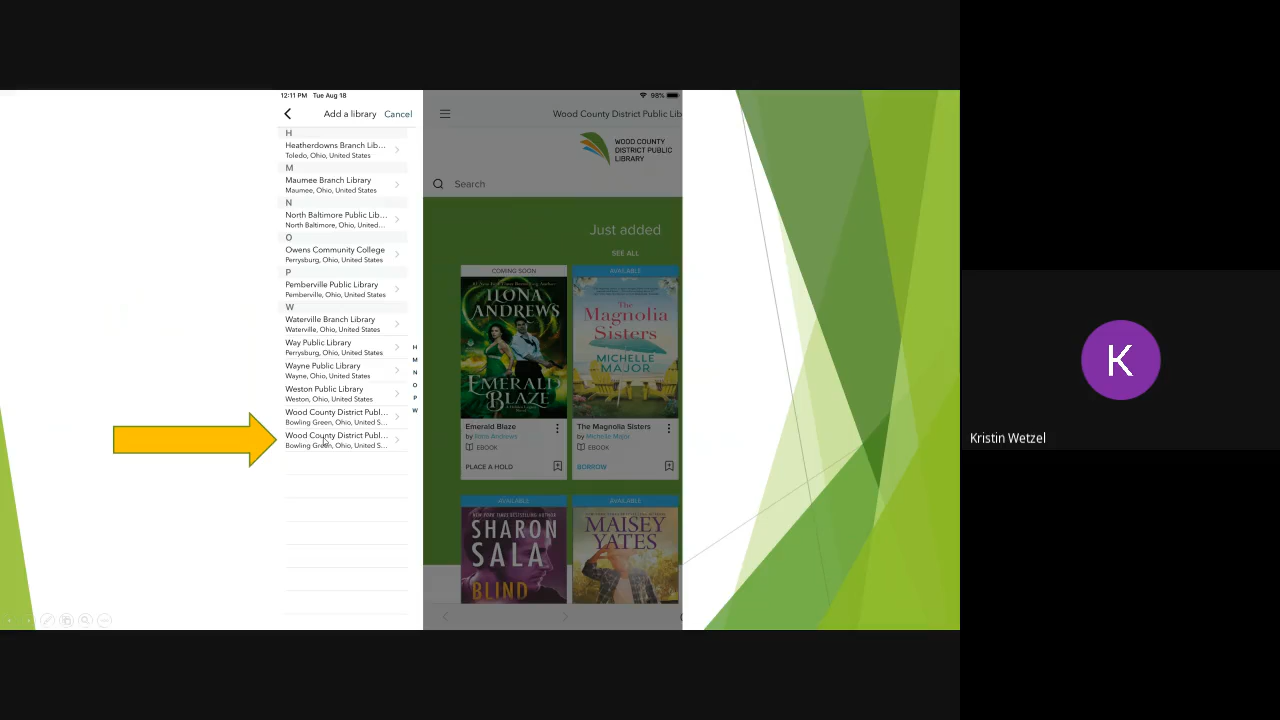 12:11 PM Tue Aug 18
98%
Add a library Cancel
H
Heatherdowns Branch Lib...
Toledo, Ohio, United States
M
Maumee Branch Library
Maumee, Ohio, United States
N
North Baltimore Public Lib...
North Baltimore, Ohio, United...
O
Owens Community College
Perrysburg, Ohio, United States
P
Pemberville Public Library
Pemberville, Ohio, United States
W
Waterville Branch Library
Waterville, Ohio, United States
Way Public Library
Perrysburg, Ohio, United States
Wayne Public Library
Wayne, Ohio, United States
Weston Public Library
Weston, Ohio, United States
Wood County District Publ...
Bowling Green, Ohio, United S...
Wood County District Publ...
Bowling Green, Ohio, United S...
H
M
N
O
P
W
Wood County District Public Lib
WOOD COUNTY
DISTRICT PUBLIC
LIBRARY
Search
Just added
SEE ALL
COMING SOON
ILONA
ANDREWS
EMERALD
BLAZE
Emerald Blaze
by Ilona Andrews
EBOOK
PLACE A HOLD
AVAILABLE
The
Magnolia
Sisters
MICHELLE
MAJOR
The Magnolia Sisters
by Michelle Major
EBOOK
BORROW
AVAILABLE
NEW YORK TIMES BESTSELLING AUTHOR
SHARON
SALA
BLIND
AVAILABLE
MAISEY
YATES
K
Kristin Wetzel